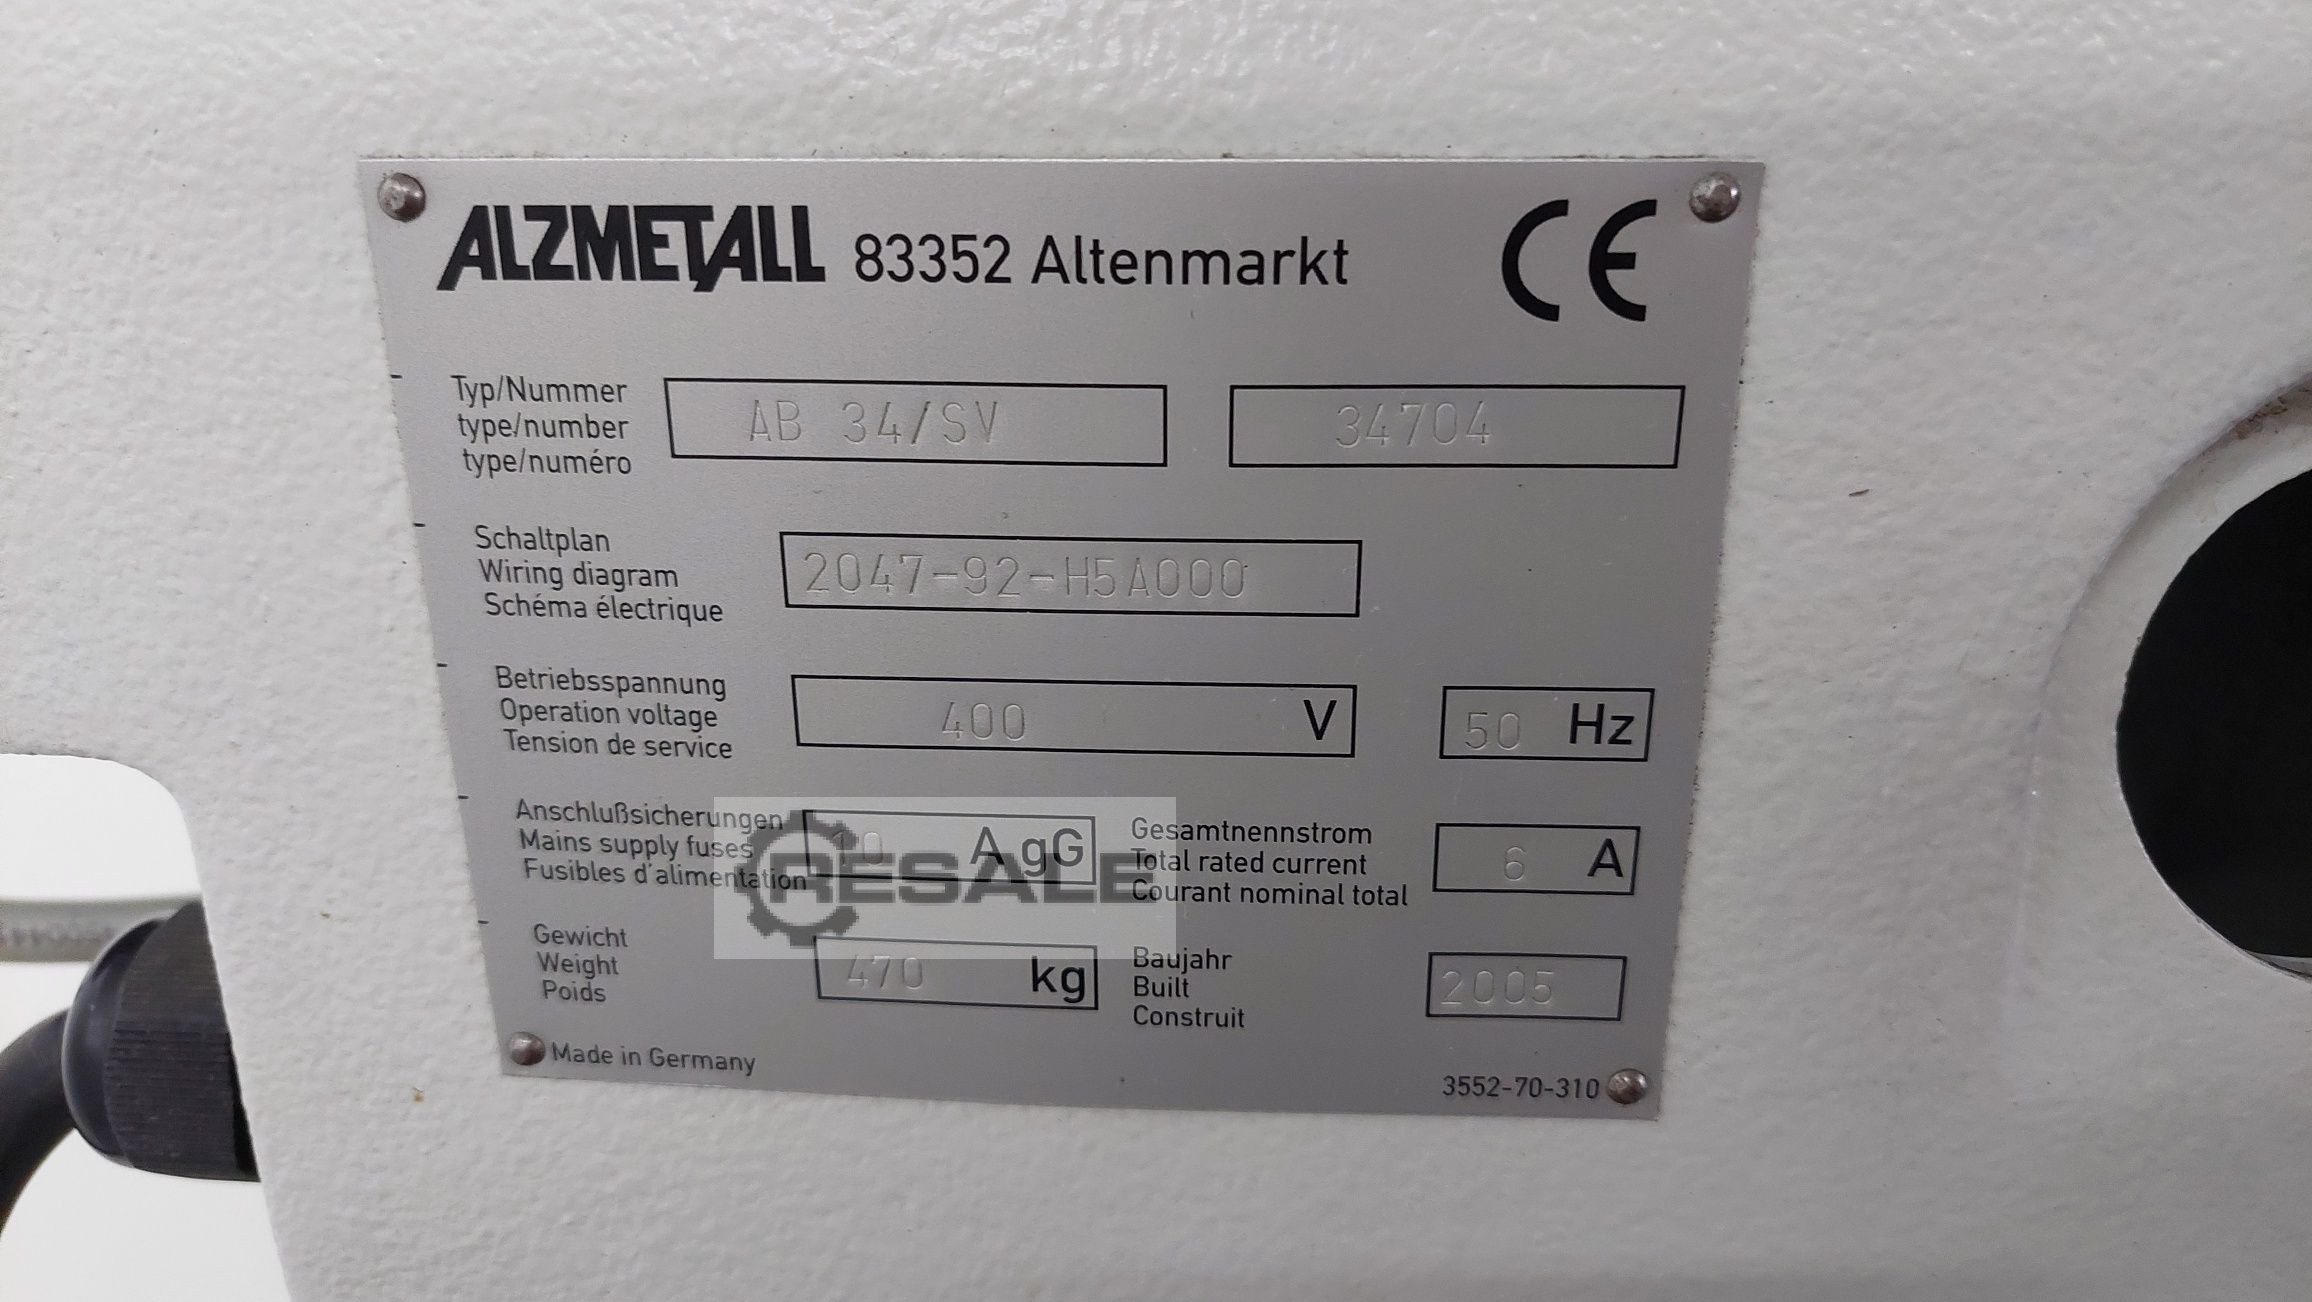 ALZMETALL 83352 Altenmarkt CE
Typ/Nummer
type/number AB 34/SV 34704
type/numéro
Schaltplan
Wiring diagram 2047-92-H5A000
Schéma électrique
Betriebsspannung
Operation voltage 400 V 50 Hz
Tension de service
Anschlußsicherungen
Mains supply fuses 10 A gG
Fusibles d'alimentation
Gesamtnennstrom
Total rated current 6 A
Courant nominal total
RESALE
Gewicht
Weight 470 kg
Poids
Baujahr
Built 2005
Construit
Made in Germany
3552-70-310